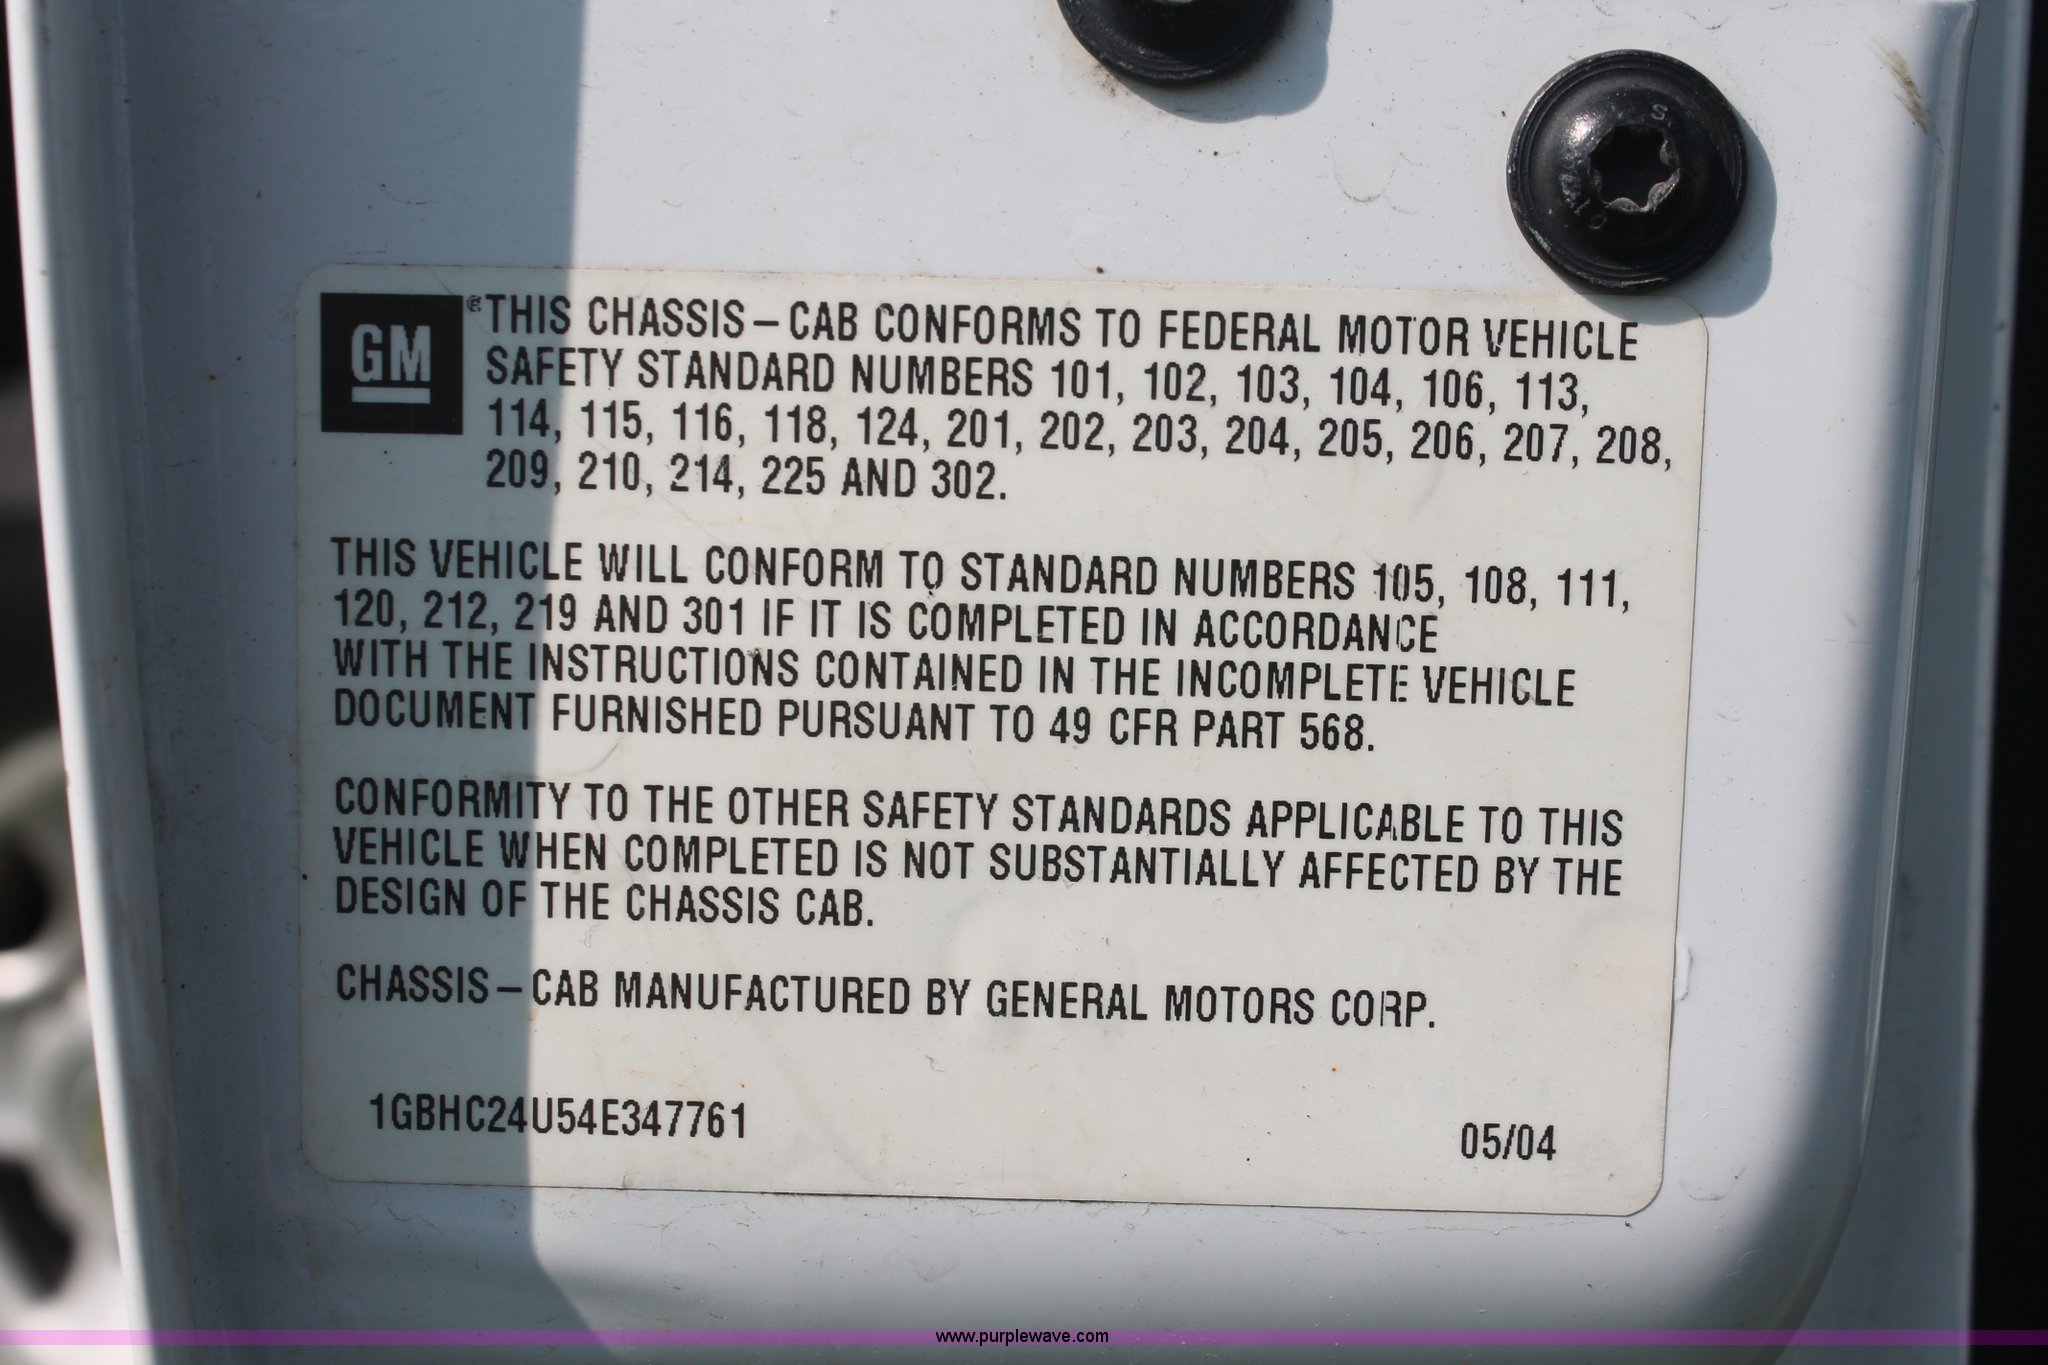 GM
®THIS CHASSIS–CAB CONFORMS TO FEDERAL MOTOR VEHICLE
SAFETY STANDARD NUMBERS 101, 102, 103, 104, 106, 113,
114, 115, 116, 118, 124, 201, 202, 203, 204, 205, 206, 207, 208,
209, 210, 214, 225 AND 302.
THIS VEHICLE WILL CONFORM TO STANDARD NUMBERS 105, 108, 111,
120, 212, 219 AND 301 IF IT IS COMPLETED IN ACCORDANCE
WITH THE INSTRUCTIONS CONTAINED IN THE INCOMPLETE VEHICLE
DOCUMENT FURNISHED PURSUANT TO 49 CFR PART 568.
CONFORMITY TO THE OTHER SAFETY STANDARDS APPLICABLE TO THIS
VEHICLE WHEN COMPLETED IS NOT SUBSTANTIALLY AFFECTED BY THE
DESIGN OF THE CHASSIS CAB.
CHASSIS–CAB MANUFACTURED BY GENERAL MOTORS CORP.
1GBHC24U54E347761
05/04
www.purplewave.com